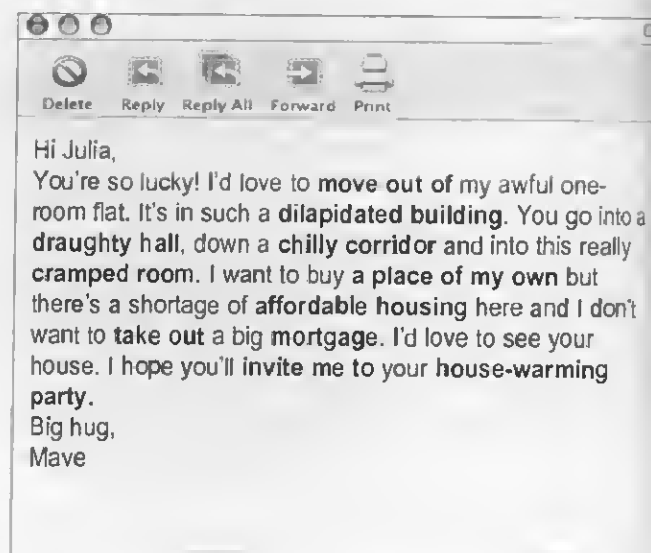 Delete Reply Reply All Forward Print
Hi Julia,
You're so lucky! I'd love to move out of my awful one-
room flat. It's in such a dilapidated building. You go into a
draughty hall, down a chilly corridor and into this really
cramped room. I want to buy a place of my own but
there's a shortage of affordable housing here and I don't
want to take out a big mortgage. I'd love to see your
house. I hope you'll invite me to your house-warming
party.
Big hug,
Mave